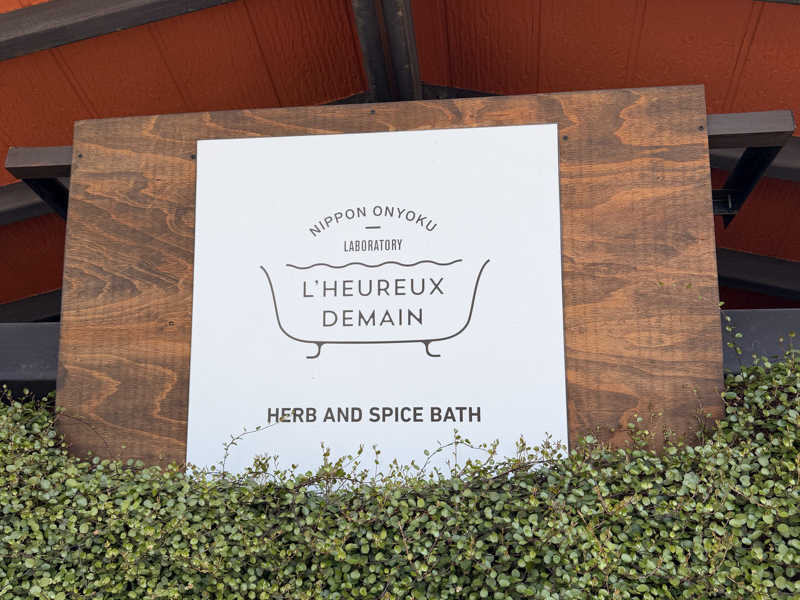 NIPPON ONYOKU
LABORATORY
L'HEUREUX
DEMAIN
HERB AND SPICE BATH